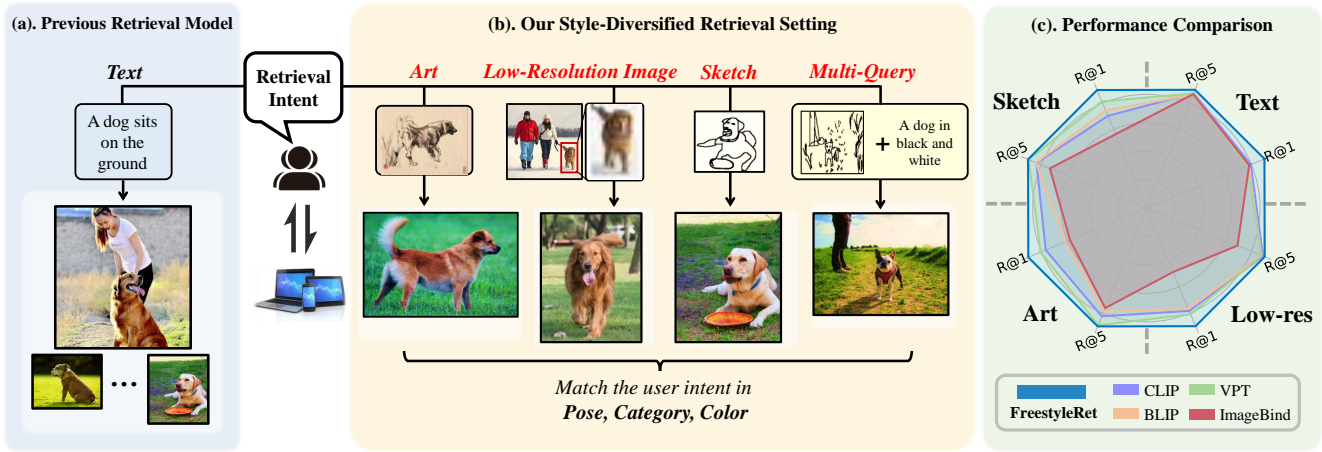 (a). Previous Retrieval Model
Text
A dog sits
on the
ground
Retrieval
Intent
(b). Our Style-Diversified Retrieval Setting
Art
Low-Resolution Image
Sketch
Multi-Query
+
A dog in
black and
white
Match the user intent in
Pose, Category, Color
(c). Performance Comparison
R@1
R@5
Sketch
Text
R@5
R@1
R@1
R@5
Art
Low-res
R@5
R@1
FreestyleRet
CLIP
VPT
BLIP
ImageBind